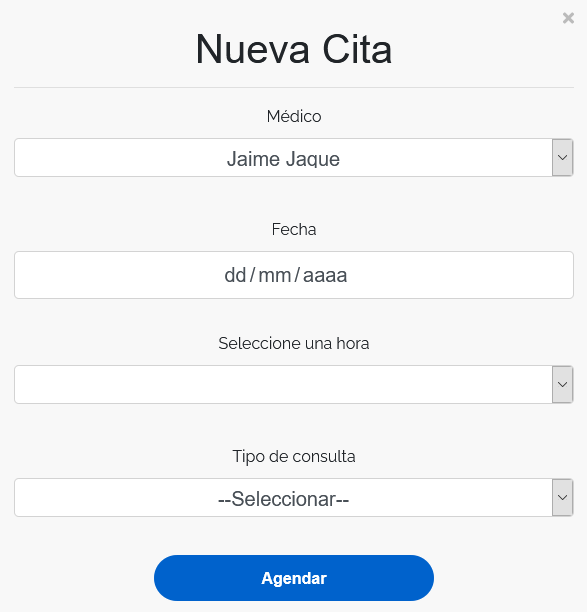 ×
Nueva Cita
Médico
Jaime Jaque
Fecha
dd/mm/aaaa
Seleccione una hora
Tipo de consulta
--Seleccionar--
Agendar